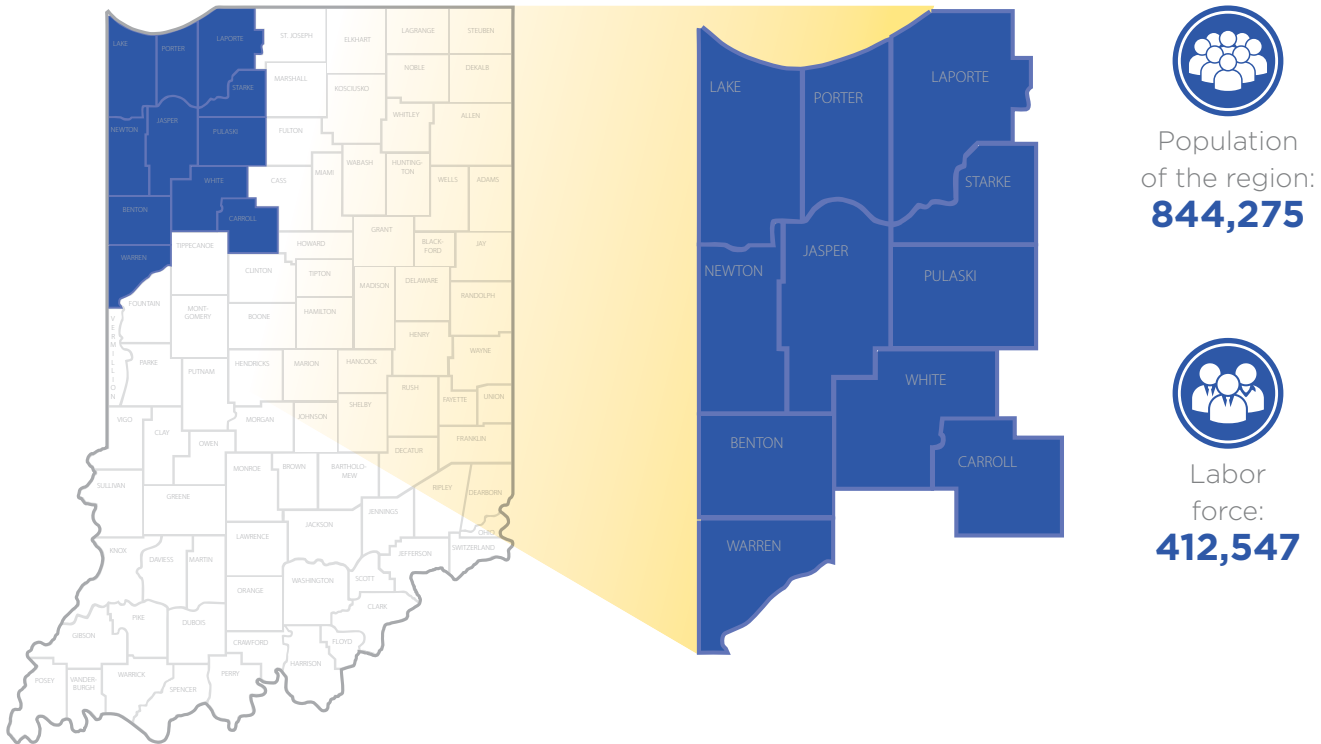 LAKE
PORTER
LAPORTE
ST. JOSEPH
ELKHART
LAGRANGE
STEUBEN
NOBLE
DEKALB
MARSHALL
STARKE
KOSCIUSKO
NEWTON
JASPER
PULASKI
FULTON
WHITLEY
ALLEN
WHITE
CASS
MIAMI
WABASH
HUNTING-
TON
WELLS
ADAMS
BENTON
CARROLL
GRANT
WARREN
TIPPECANOE
HOWARD
BLACK-
FORD
JAY
CLINTON
TIPTON
MADISON
DELAWARE
RANDOLPH
FOUNTAIN
MONT-
GOMERY
BOONE
HAMILTON
HENRY
WAYNE
VERMILLION
PARKE
PUTNAM
HENDRICKS
MARION
HANCOCK
RUSH
FAYETTE
UNION
VIGO
CLAY
OWEN
MORGAN
JOHNSON
SHELBY
DECATUR
FRANKLIN
SULLIVAN
GREENE
MONROE
BROWN
BARTHOLO-
MEW
RIPLEY
DEARBORN
JENNINGS
JACKSON
OHIO
KNOX
DAVIESS
MARTIN
LAWRENCE
JEFFERSON
SWITZERLAND
ORANGE
WASHINGTON
SCOTT
CLARK
GIBSON
PIKE
DUBOIS
CRAWFORD
FLOYD
HARRISON
POSEY
VANDER-
BURGH
WARRICK
SPENCER
PERRY
LAKE
PORTER
LAPORTE
STARKE
NEWTON
JASPER
PULASKI
WHITE
BENTON
CARROLL
WARREN
Population
of the region:
844,275
Labor
force:
412,547